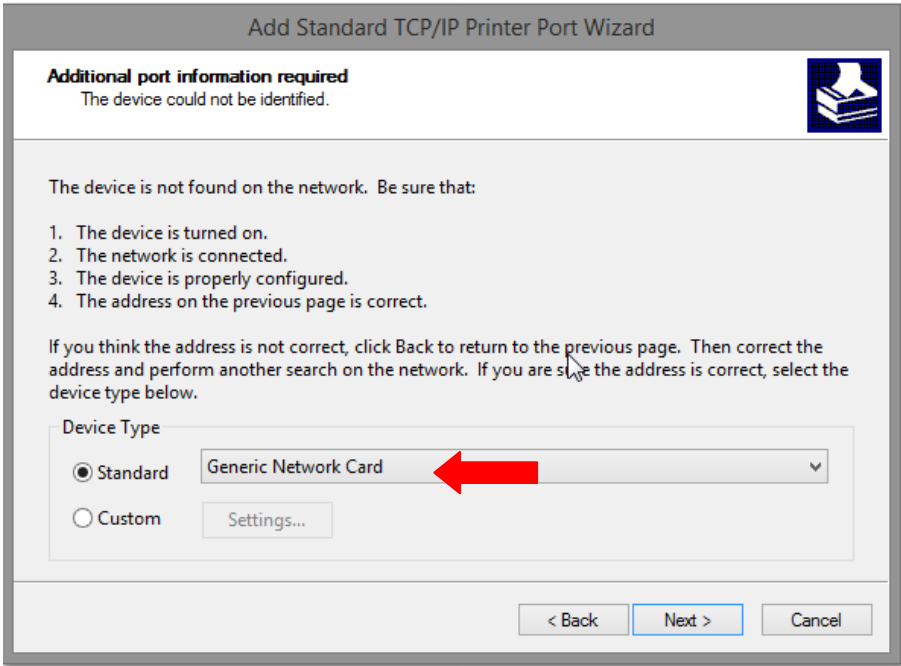 Add Standard TCP/IP Printer Port Wizard
Additional port information required
The device could not be identified.
The device is not found on the network. Be sure that:
1. The device is turned on.
2. The network is connected.
3. The device is properly configured.
4. The address on the previous page is correct.
If you think the address is not correct, click Back to return to the previous page. Then correct the
address and perform another search on the network. If you are sure the address is correct, select the
device type below.
Device Type
Standard Generic Network Card
Custom Settings...
< Back Next > Cancel